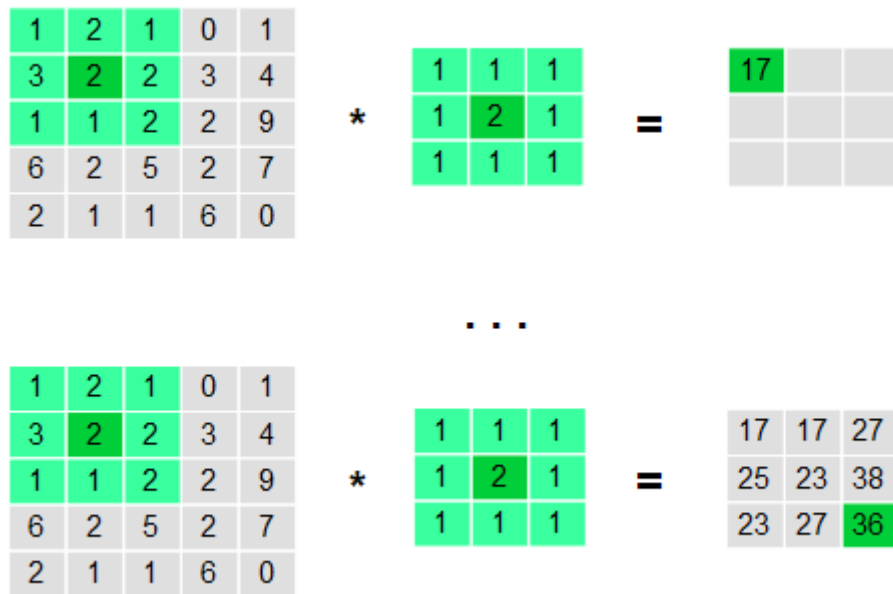 1 2 1 0 1
3 2 2 3 4 1 1 1 17
1 1 2 2 9 * 1 2 1 =
6 2 5 2 7 1 1 1
2 1 1 6 0
...
1 2 1 0 1
3 2 2 3 4 1 1 1 17 17 27
1 1 2 2 9 * 1 2 1 = 25 23 38
6 2 5 2 7 1 1 1 23 27 36
2 1 1 6 0